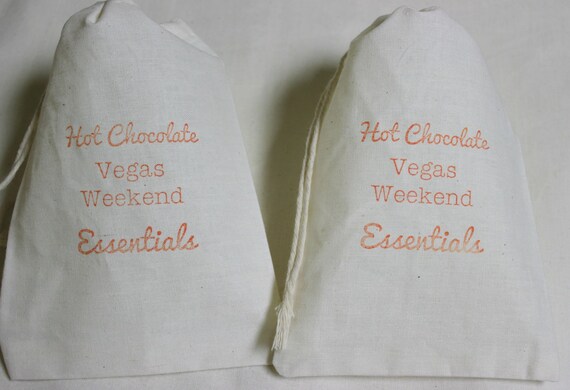 Hot Chocolate
Vegas
Weekend
Essentials
Hot Chocolate
Vegas
Weekend
Essentials